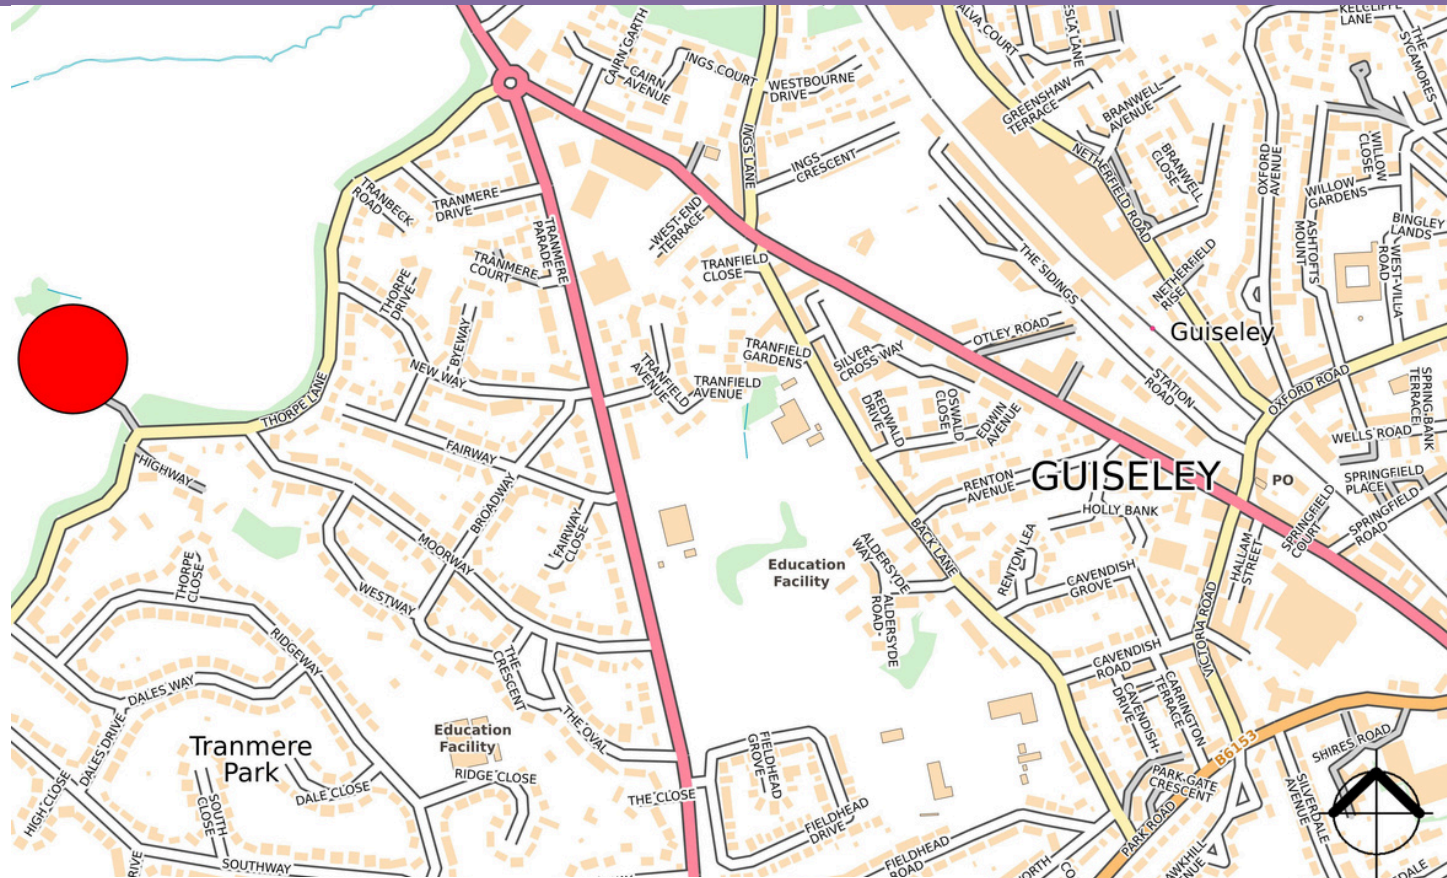 ALVA COURT
ESLA LANE
KELCLIFFE
LANE
THE
SYCAMORES
CAIRN GARTH
CAIRN
AVENUE
INGS COURT
WESTBOURNE
DRIVE
GREENSHAW
TERRACE
BRANWELL
AVENUE
INGS LANE
INGS
CRESCENT
NETHERFIELD ROAD
BRANWELL
CLOSE
OXFORD
AVENUE
WILLOW
CLOSE
WILLOW
GARDENS
TRANBECK
ROAD
TRANMERE
DRIVE
TRANMERE
PARADE
WEST-END
TERRACE
ASHTOFTS
MOUNT
BINGLEY
LANDS
WEST-VILLA
ROAD
TRANMERE
COURT
TRANFIELD
CLOSE
THE SIDINGS
NETHERFIELD
RISE
THORPE
DRIVE
BYEWAY
NEW WAY
TRANFIELD
AVENUE
TRANFIELD
AVENUE
TRANFIELD
GARDENS
SILVER
CROSS WAY
OTLEY ROAD
Guiseley
STATION
ROAD
OXFORD ROAD
SPRING-BANK
TERRACE
THORPE LANE
REDWALD
DRIVE
OSWALD
CLOSE
EDWIN
AVENUE
WELLS ROAD
HIGHWAY
FAIRWAY
BROADWAY
RENTON
AVENUE
GUISELEY
PO
SPRINGFIELD
PLACE
SPRINGFIELD
ROAD
SPRINGFIELD
COURT
HOLLY BANK
FAIRWAY
CLOSE
MOORWAY
BACK LANE
ALDERSYDE
WAY
ALDERSYDE
ROAD
RENTON LEA
CAVENDISH
GROVE
HALLAM
STREET
Education
Facility
THORPE
CLOSE
WESTWAY
RIDGEWAY
THE
CRESCENT
THE OVAL
VICTORIA ROAD
CAVENDISH
ROAD
CAVENDISH
DRIVE
CARRINGTON
TERRACE
DALES WAY
DALES DRIVE
Tranmere
Park
Education
Facility
FIELDHEAD
GROVE
B6153
SHIRES ROAD
HIGH CLOSE
SOUTH
CLOSE
DALE CLOSE
RIDGE CLOSE
THE CLOSE
FIELDHEAD
DRIVE
PARK GATE
CRESCENT
PARK ROAD
SILVERDALE
AVENUE
SOUTHWAY
FIELDHEAD
ROAD